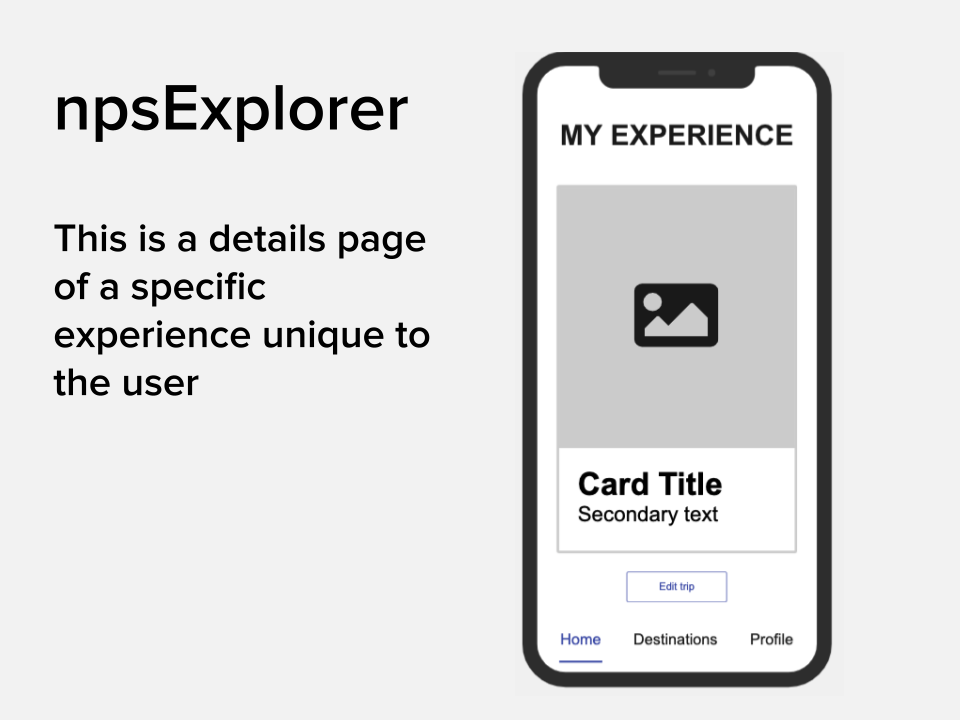 npsExplorer
This is a details page
of a specific
experience unique to
the user
MY EXPERIENCE
Card Title
Secondary text
Edit trip
Home Destinations Profile